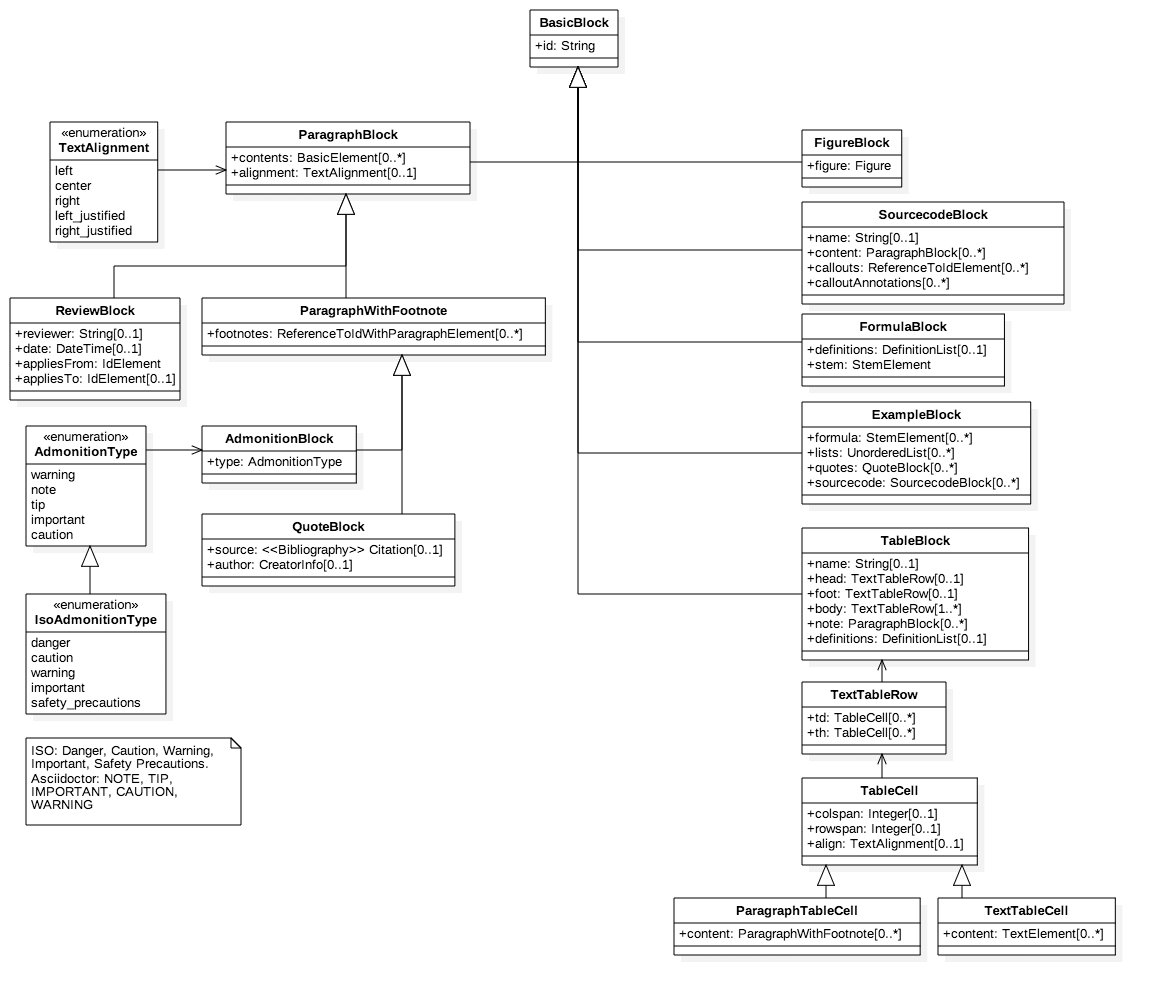 BasicBlock
+id: String
«enumeration»
TextAlignment
left
center
right
left_justified
right_justified
ParagraphBlock
+contents: BasicElement[0..*]
+alignment: TextAlignment[0..1]
FigureBlock
+figure: Figure
SourcecodeBlock
+name: String[0..1]
+content: ParagraphBlock[0..*]
+callouts: ReferenceToIdElement[0..*]
+calloutAnnotations[0..*]
ReviewBlock
+reviewer: String[0..1]
+date: DateTime[0..1]
+appliesFrom: IdElement
+appliesTo: IdElement[0..1]
ParagraphWithFootnote
+footnotes: ReferenceToIdWithParagraphElement[0..*]
FormulaBlock
+definitions: DefinitionList[0..1]
+stem: StemElement
«enumeration»
AdmonitionType
warning
note
tip
important
caution
AdmonitionBlock
+type: AdmonitionType
ExampleBlock
+formula: StemElement[0..*]
+lists: UnorderedList[0..*]
+quotes: QuoteBlock[0..*]
+sourcecode: SourcecodeBlock[0..*]
QuoteBlock
+source: <<Bibliography>> Citation[0..1]
+author: CreatorInfo[0..1]
TableBlock
+name: String[0..1]
+head: TextTableRow[0..1]
+foot: TextTableRow[0..1]
+body: TextTableRow[1..*]
+note: ParagraphBlock[0..*]
+definitions: DefinitionList[0..1]
«enumeration»
IsoAdmonitionType
danger
caution
warning
important
safety_precautions
TextTableRow
+td: TableCell[0..*]
+th: TableCell[0..*]
ISO: Danger, Caution, Warning,
Important, Safety Precautions.
Asciidoctor: NOTE, TIP,
IMPORTANT, CAUTION,
WARNING
TableCell
+colspan: Integer[0..1]
+rowspan: Integer[0..1]
+align: TextAlignment[0..1]
ParagraphTableCell
+content: ParagraphWithFootnote[0..*]
TextTableCell
+content: TextElement[0..*]